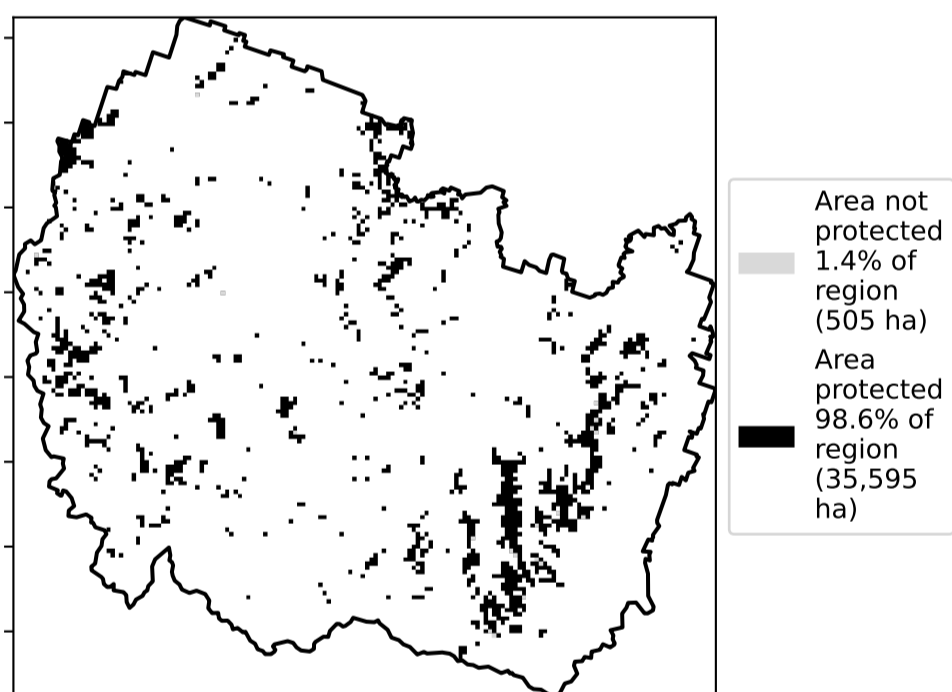 Area not
protected
1.4% of
region
(505 ha)
Area
protected
98.6% of
region
(35,595
ha)